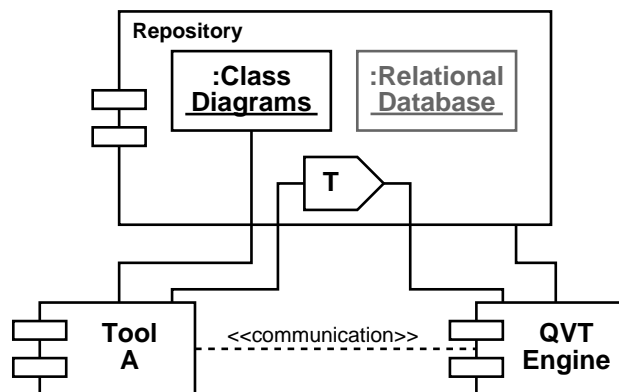 Repository
:Class
Diagrams
:Relational
Database
T
Tool
A
<<communication>>
QVT
Engine